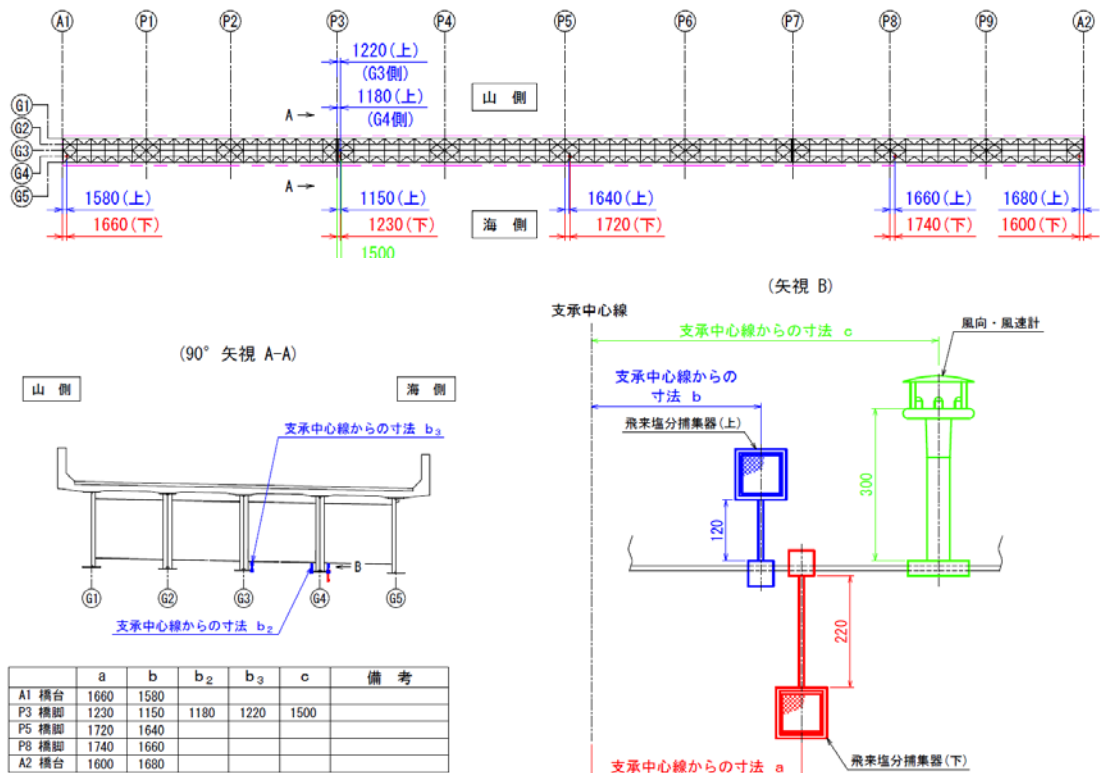 A1 P1 P2 P3 P4 P5 P6 P7 P8 P9 A2
1220(上)
(G3側)
1180(上)
(G4側)
山 側
A →
G1
G2
G3
G4
G5
A →
1580(上) 1150(上) 1640(上) 1660(上) 1680(上)
1660(下) 1230(下) 1720(下) 1740(下) 1600(下)
海 側
1500
(90° 矢視 A-A)
山 側 海 側
支承中心線からの寸法 b₃
B
G1 G2 G3 G4 G5
支承中心線からの寸法 b₂
(矢視 B)
支承中心線
支承中心線からの寸法 c
風向・風速計
支承中心線からの
寸法 b
飛来塩分捕集器(上)
300
120
220
支承中心線からの寸法 a
飛来塩分捕集器(下)
a b b₂ b₃ c 備 考
A1 橋台 1660 1580
P3 橋脚 1230 1150 1180 1220 1500
P5 橋脚 1720 1640
P8 橋脚 1740 1660
A2 橋台 1600 1680